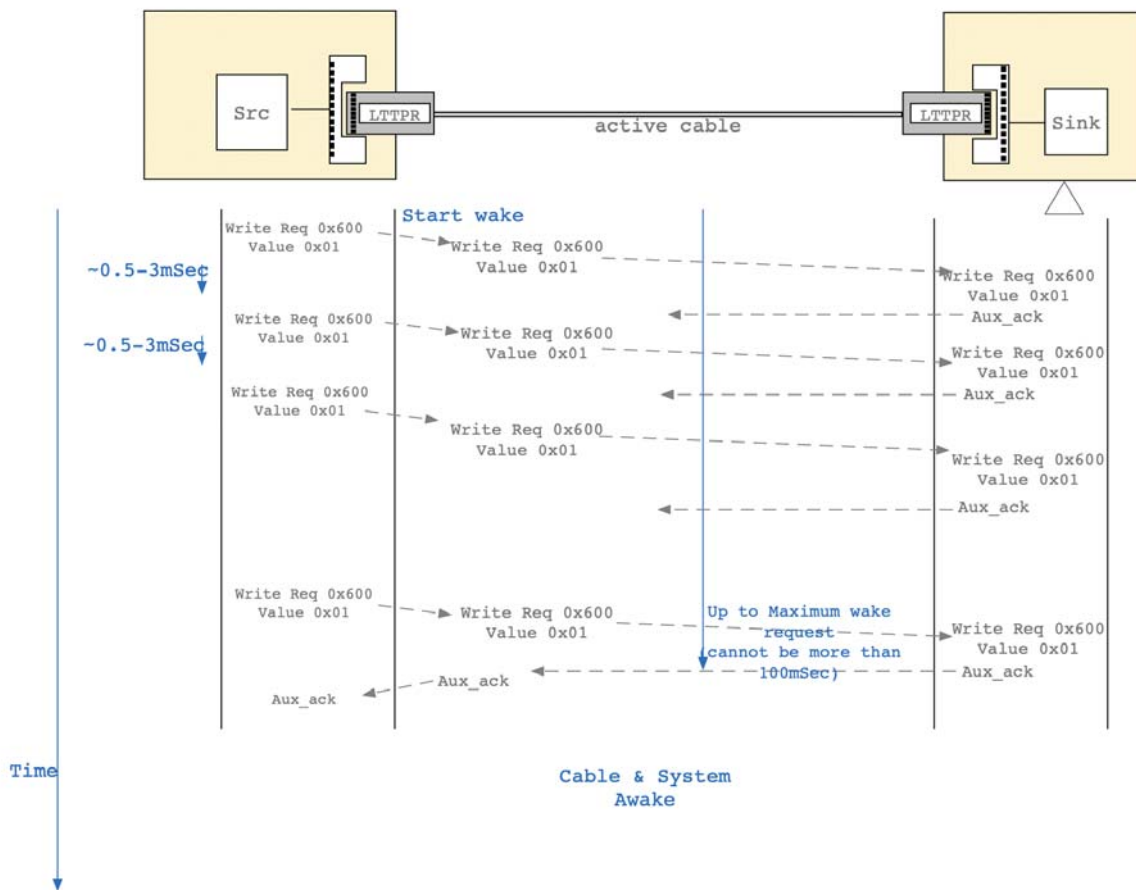 Src
LTTPR
active cable
LTTPR
Sink
Start wake
Write Req 0x600
Value 0x01
Write Req 0x600
Value 0x01
~0.5-3mSec
Write Req 0x600
Value 0x01
Aux_ack
Write Req 0x600
Value 0x01
Write Req 0x600
Value 0x01
~0.5-3mSec
Write Req 0x600
Value 0x01
Aux_ack
Write Req 0x600
Value 0x01
Write Req 0x600
Value 0x01
Write Req 0x600
Value 0x01
Aux_ack
Write Req 0x600
Value 0x01
Write Req 0x600
Value 0x01
Up to Maximum wake
request
(cannot be more than
100mSec)
Write Req 0x600
Value 0x01
Aux_ack
Aux_ack
Aux_ack
Time
Cable & System
Awake